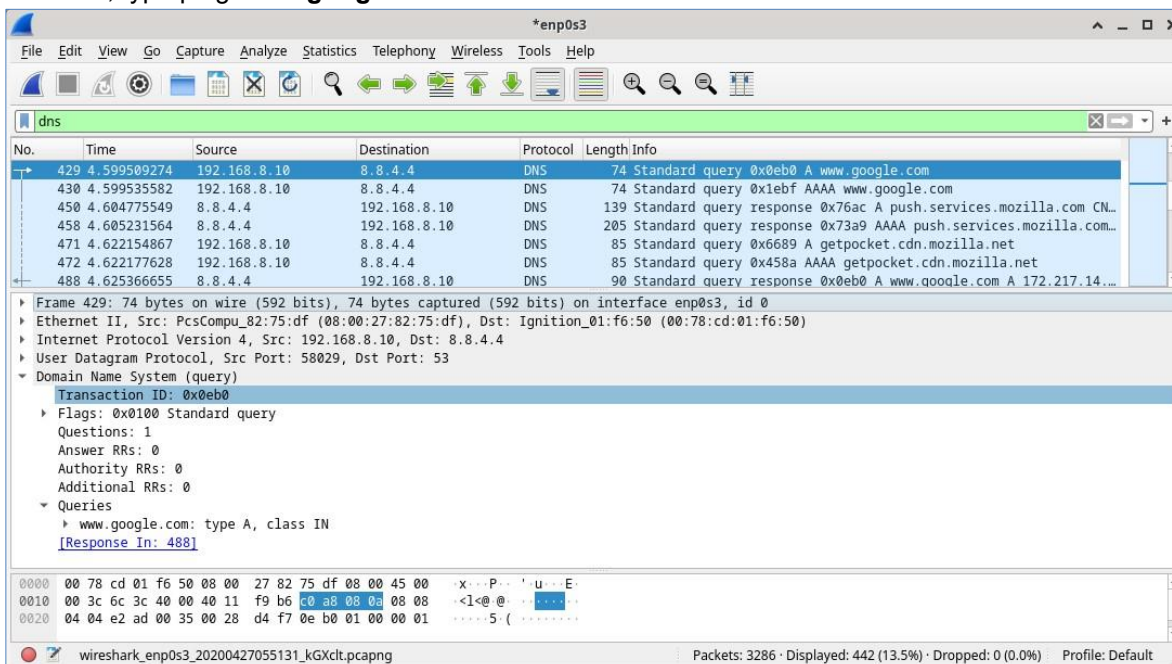 *enp0s3
File Edit View Go Capture Analyze Statistics Telephony Wireless Tools Help
dns
No. Time Source Destination Protocol Length Info
429 4.599509274 192.168.8.10 8.8.4.4 DNS 74 Standard query 0x0eb0 A www.google.com
430 4.599535582 192.168.8.10 8.8.4.4 DNS 74 Standard query 0x1ebf AAAA www.google.com
450 4.604775549 8.8.4.4 192.168.8.10 DNS 139 Standard query response 0x76ac A push.services.mozilla.com CN…
458 4.605231564 8.8.4.4 192.168.8.10 DNS 205 Standard query response 0x73a9 AAAA push.services.mozilla.com…
471 4.622154867 192.168.8.10 8.8.4.4 DNS 85 Standard query 0x6689 A getpocket.cdn.mozilla.net
472 4.622177628 192.168.8.10 8.8.4.4 DNS 85 Standard query 0x458a AAAA getpocket.cdn.mozilla.net
488 4.625366655 8.8.4.4 192.168.8.10 DNS 90 Standard query response 0x0eb0 A www.google.com A 172.217.14.…
Frame 429: 74 bytes on wire (592 bits), 74 bytes captured (592 bits) on interface enp0s3, id 0
Ethernet II, Src: PcsCompu_82:75:df (08:00:27:82:75:df), Dst: Ignition_01:f6:50 (00:78:cd:01:f6:50)
Internet Protocol Version 4, Src: 192.168.8.10, Dst: 8.8.4.4
User Datagram Protocol, Src Port: 58029, Dst Port: 53
Domain Name System (query)
Transaction ID: 0x0eb0
Flags: 0x0100 Standard query
Questions: 1
Answer RRs: 0
Authority RRs: 0
Additional RRs: 0
Queries
www.google.com: type A, class IN
[Response In: 488]
0000 00 78 cd 01 f6 50 08 00 27 82 75 df 08 00 45 00 ·x···P·· '·u···E·
0010 00 3c 6c 3c 40 00 40 11 f9 b6 c0 a8 08 0a 08 08 ·<l<@·@· ········
0020 04 04 e2 ad 00 35 00 28 d4 f7 0e b0 01 00 00 01 ·····5·( ········
wireshark_enp0s3_20200427055131_kGXclt.pcapng Packets: 3286 · Displayed: 442 (13.5%) · Dropped: 0 (0.0%) Profile: Default